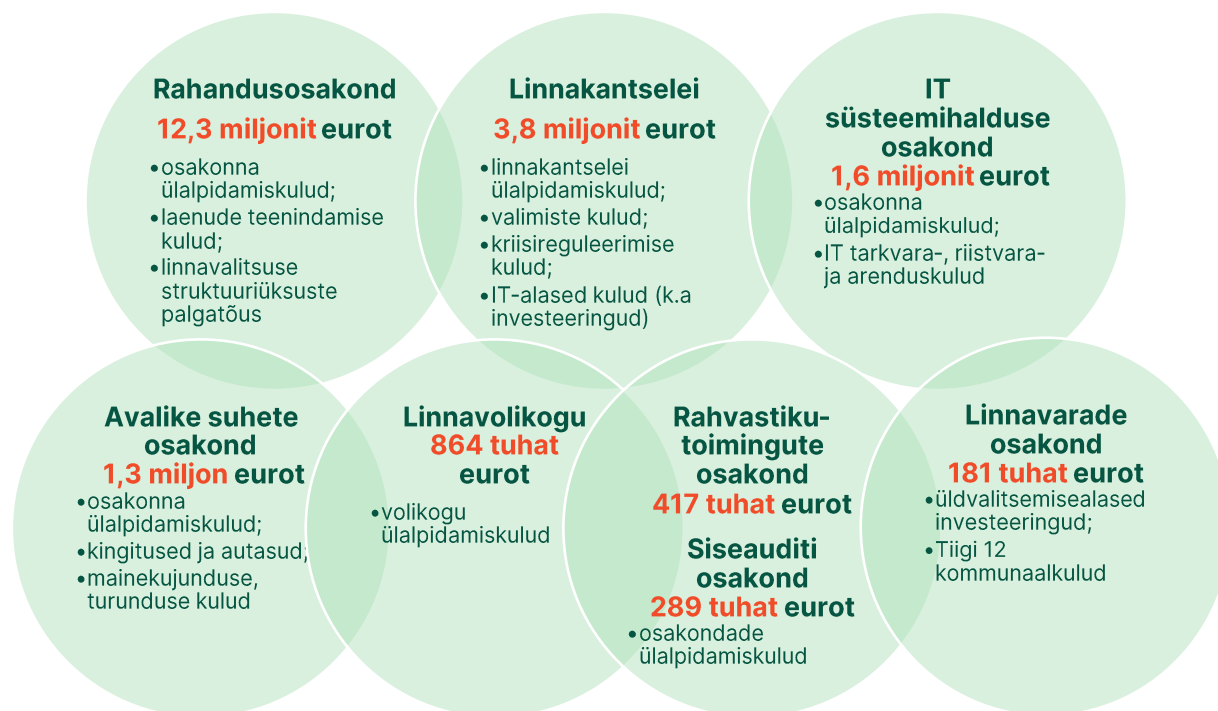 Rahandusosakond
12,3 miljonit eurot
•osakonna
ülalpidamiskulud;
•laenude teenindamise
kulud;
•linnavalitsuse
struktuuriüksuste
palgatõus
Linnakantselei
3,8 miljonit eurot
•linnakantselei
ülalpidamiskulud;
•valimiste kulud;
•kriisireguleerimise
kulud;
•IT-alased kulud (k.a
investeeringud)
IT
süsteemihalduse
osakond
1,6 miljonit eurot
•osakonna
ülalpidamiskulud;
•IT tarkvara-, riistvara-
ja arenduskulud
Avalike suhete
osakond
1,3 miljon eurot
•osakonna
ülalpidamiskulud;
•kingitused ja autasud;
•mainekujunduse,
turunduse kulud
Linnavolikogu
864 tuhat
eurot
•volikogu
ülalpidamiskulud
Rahvastiku-
toimingute
osakond
417 tuhat eurot
Siseauditi
osakond
289 tuhat eurot
•osakondade
ülalpidamiskulud
Linnavarade
osakond
181 tuhat eurot
•üldvalitsemisealased
investeeringud;
•Tiigi 12
kommunaalkulud